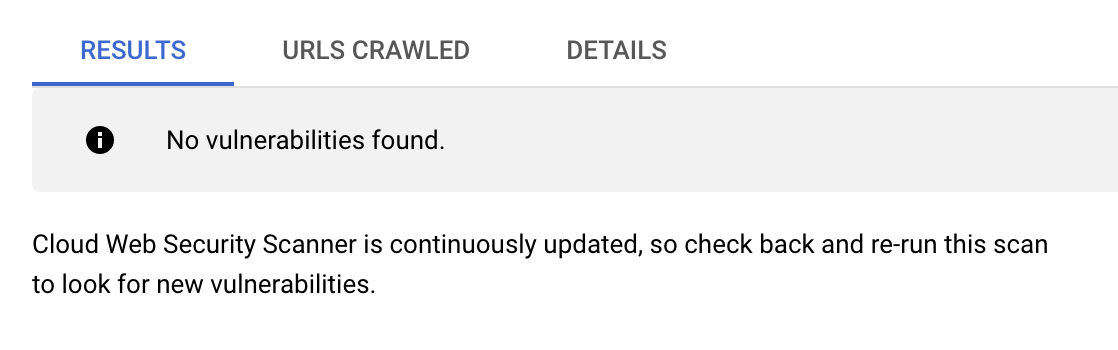 RESULTS URLS CRAWLED DETAILS
No vulnerabilities found.
Cloud Web Security Scanner is continuously updated, so check back and re-run this scan
to look for new vulnerabilities.